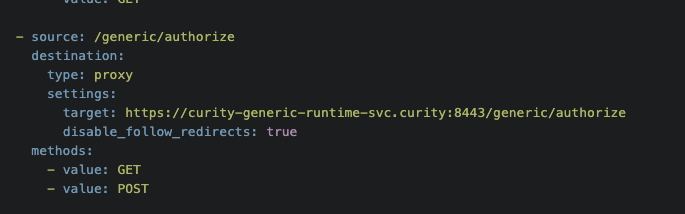 value: GET
- source: /generic/authorize
destination:
type: proxy
settings:
target: https://curity-generic-runtime-svc.curity:8443/generic/authorize
disable_follow_redirects: true
methods:
- value: GET
- value: POST